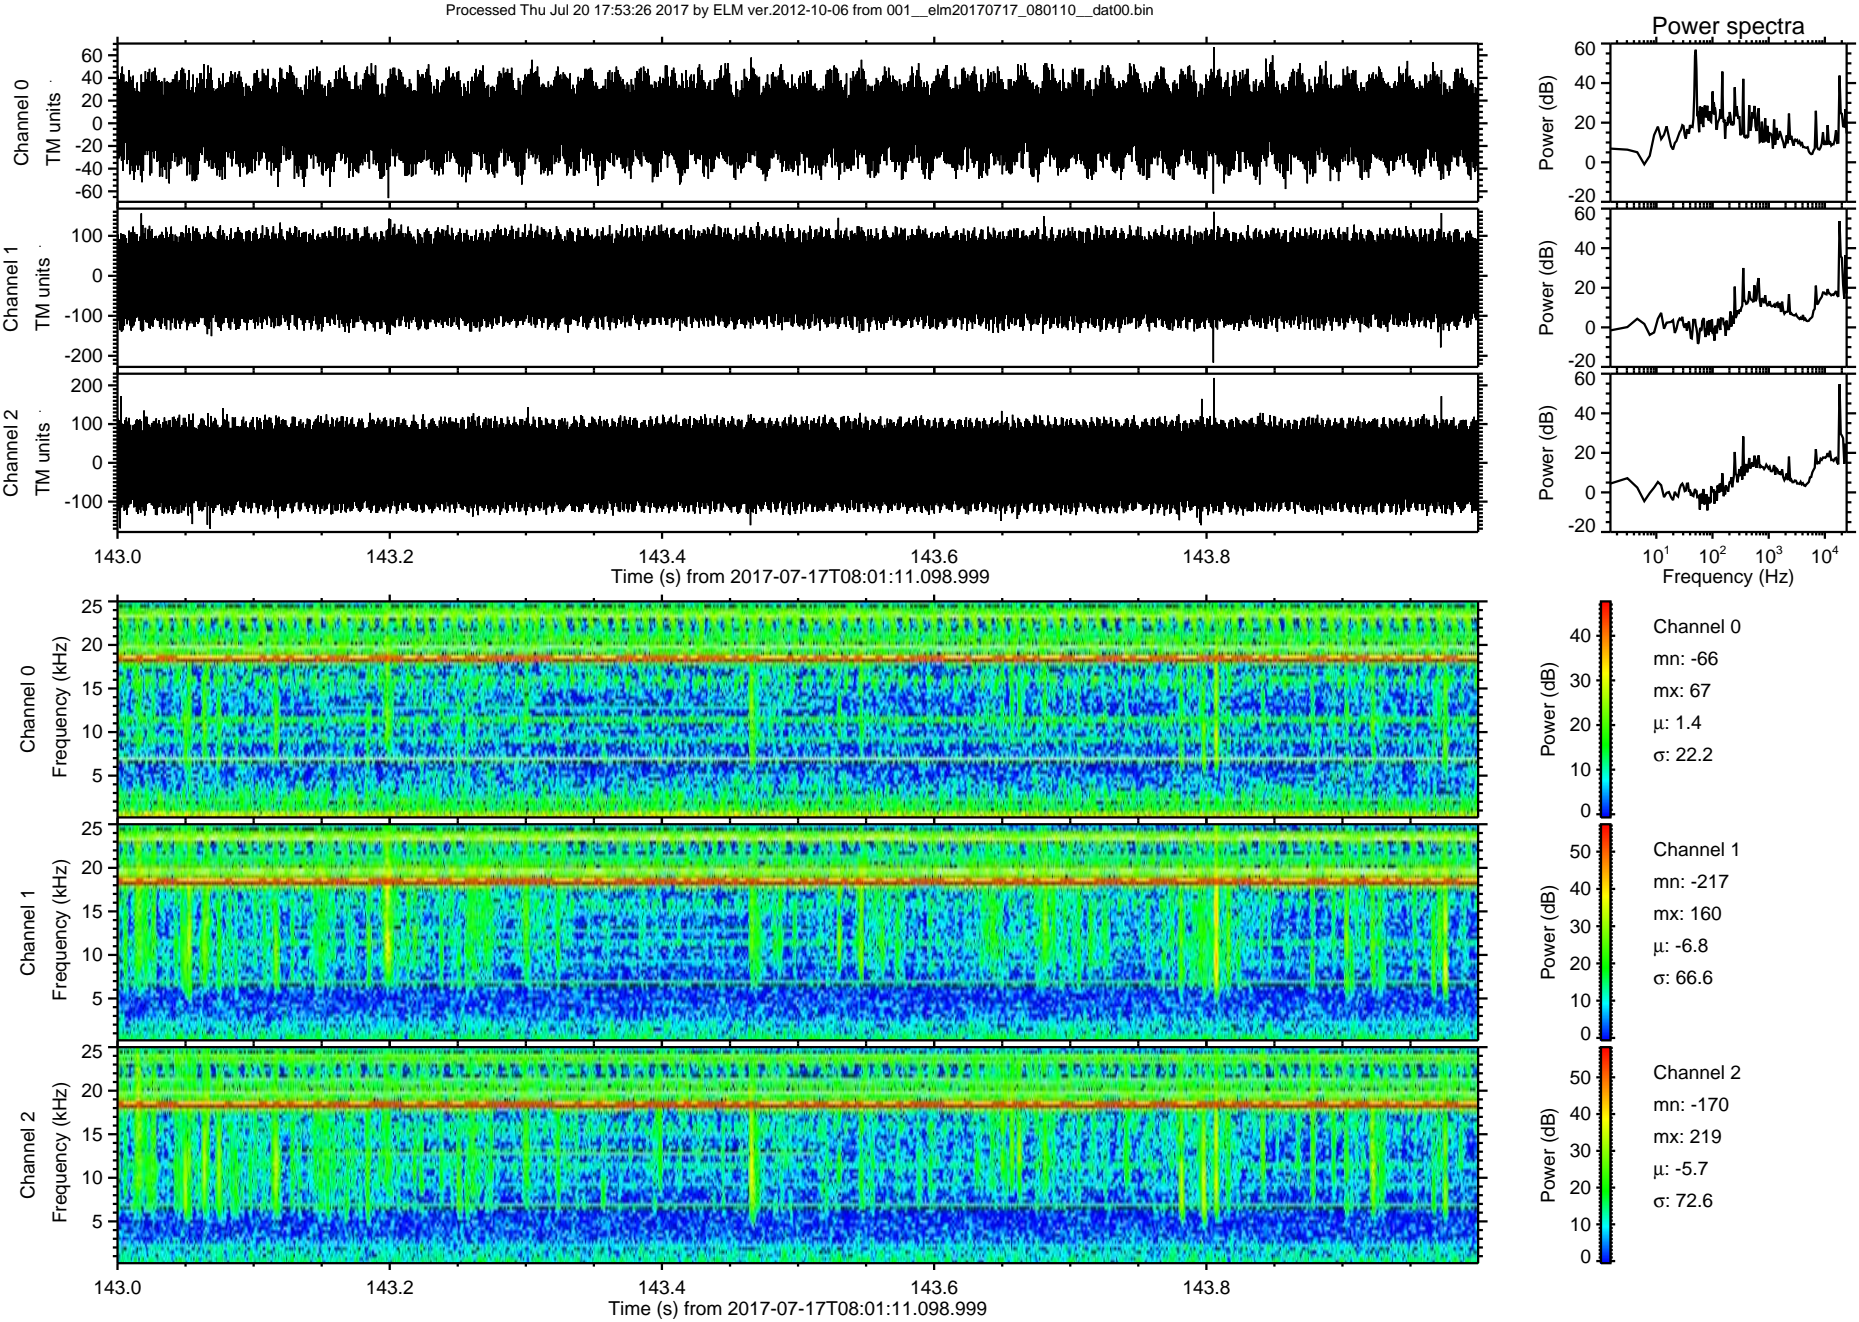 Processed Thu Jul 20 17:53:26 2017 by ELM ver.2012-10-06 from 001__elm20170717_080110__dat00.bin
Power spectra
Channel 0
TM units
60
40
20
0
-20
-40
-60
Power (dB)
60
40
20
0
-20
Channel 1
TM units
100
0
-100
-200
Power (dB)
60
40
20
0
-20
Channel 2
TM units
200
100
0
-100
Power (dB)
60
40
20
0
-20
143.0 143.2 143.4 143.6 143.8
Time (s) from 2017-07-17T08:01:11.098.999
10¹ 10² 10³ 10⁴
Frequency (Hz)
Channel 0
Frequency (kHz)
25
20
15
10
5
Power (dB)
40
30
20
10
0
Channel 0
mn: -66
mx: 67
µ: 1.4
σ: 22.2
Channel 1
Frequency (kHz)
25
20
15
10
5
Power (dB)
50
40
30
20
10
0
Channel 1
mn: -217
mx: 160
µ: -6.8
σ: 66.6
Channel 2
Frequency (kHz)
25
20
15
10
5
Power (dB)
50
40
30
20
10
0
Channel 2
mn: -170
mx: 219
µ: -5.7
σ: 72.6
143.0 143.2 143.4 143.6 143.8
Time (s) from 2017-07-17T08:01:11.098.999